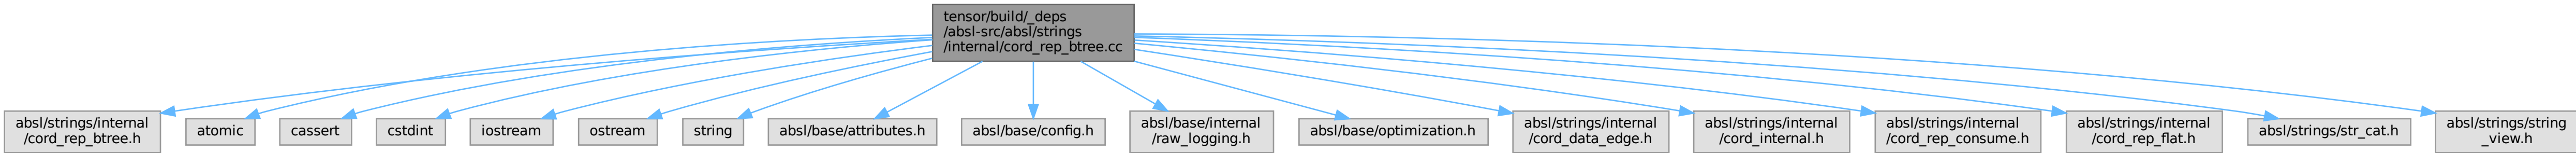 tensor/build/_deps
/absl-src/absl/strings
/internal/cord_rep_btree.cc
absl/strings/internal
/cord_rep_btree.h
atomic
cassert
cstdint
iostream
ostream
string
absl/base/attributes.h
absl/base/config.h
absl/base/internal
/raw_logging.h
absl/base/optimization.h
absl/strings/internal
/cord_data_edge.h
absl/strings/internal
/cord_internal.h
absl/strings/internal
/cord_rep_consume.h
absl/strings/internal
/cord_rep_flat.h
absl/strings/str_cat.h
absl/strings/string
_view.h